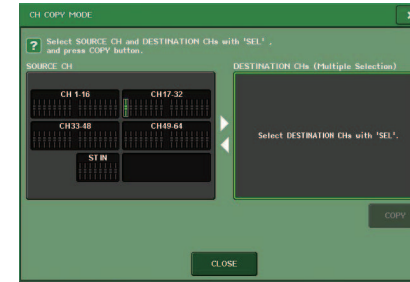 CH COPY MODE
Select SOURCE CH and DESTINATION CHs with 'SEL' ,
and press COPY button.
SOURCE CH
DESTINATION CHs (Multiple Selection)
CH 1-16
CH17-32
CH33-48
CH49-64
ST IN
Select DESTINATION CHs with 'SEL'.
COPY
CLOSE